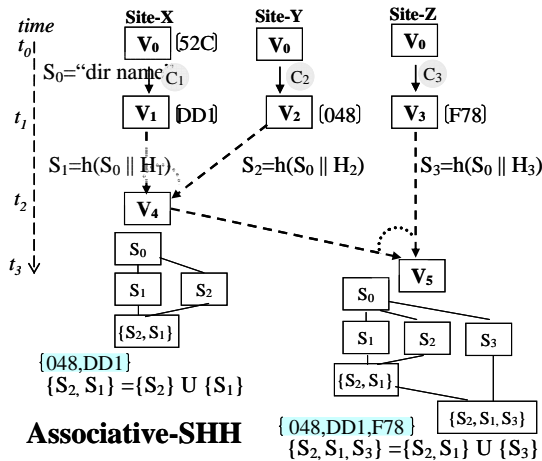 time Site-X Site-Y Site-Z
t0 V0 [52C] V0 V0
S0="dir name" C1 C2 C3
t1 V1 [DD1] V2 [048] V3 [F78]
S1=h(S0 || H1) S2=h(S0 || H2) S3=h(S0 || H3)
t2 V4
t3 S0 V5
S1 S2 S0
{S2, S1} S1 S2 S3
{048,DD1} {S2, S1}
{S2, S1} ={S2} U {S1}
{S2, S1, S3}
Associative-SHH {048,DD1,F78}
{S2, S1, S3} ={S2, S1} U {S3}